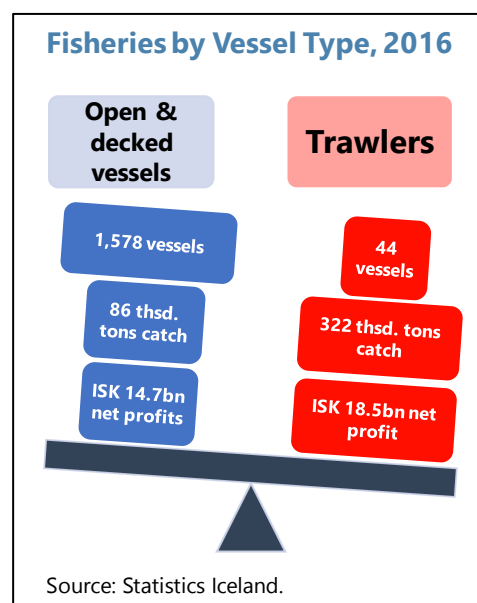 Fisheries by Vessel Type, 2016
Open &
decked
vessels
Trawlers
1,578 vessels
86 thsd.
tons catch
ISK 14.7bn
net profits
44
vessels
322 thsd. tons
catch
ISK 18.5bn net
profit
Source: Statistics Iceland.